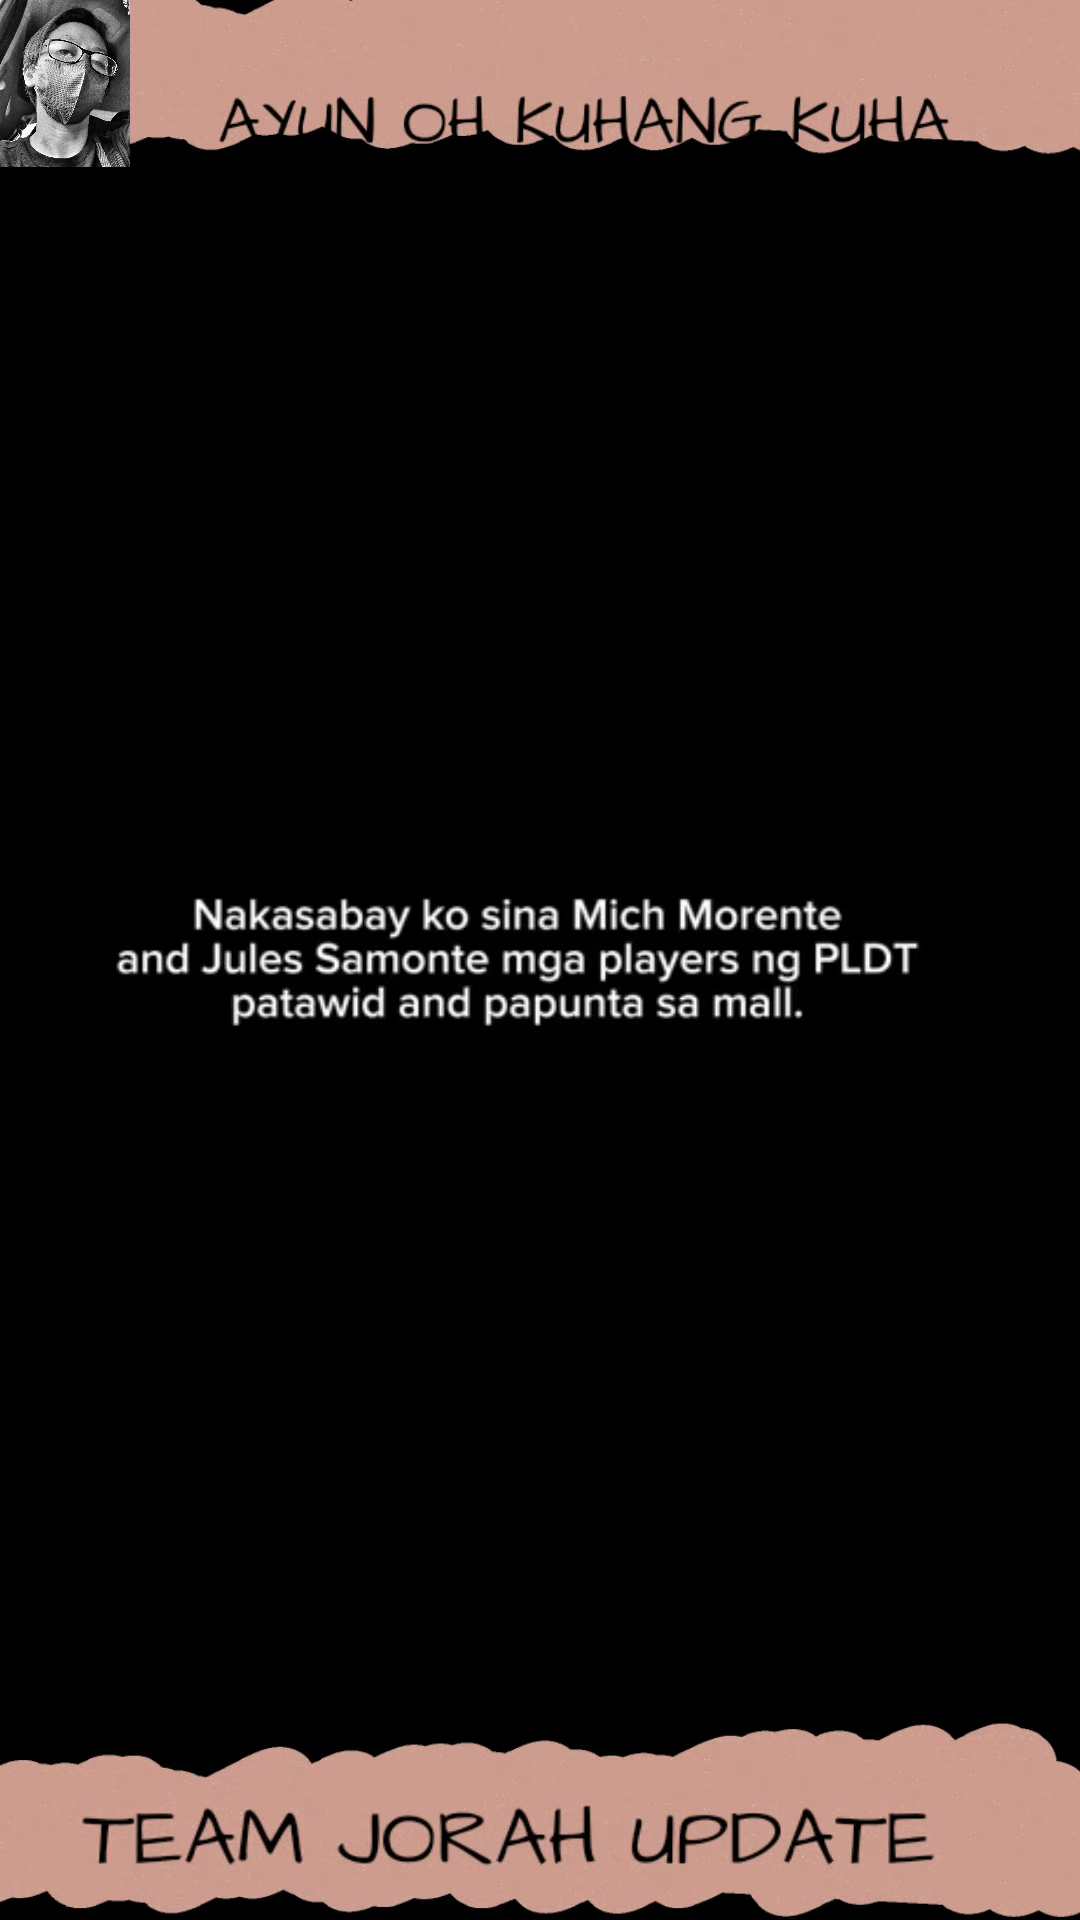 AYUN OH KUHANG KUHA
Nakasabay ko sina Mich Morente
and Jules Samonte mga players ng PLDT
patawid and papunta sa mall.
TEAM JORAH UPDATE